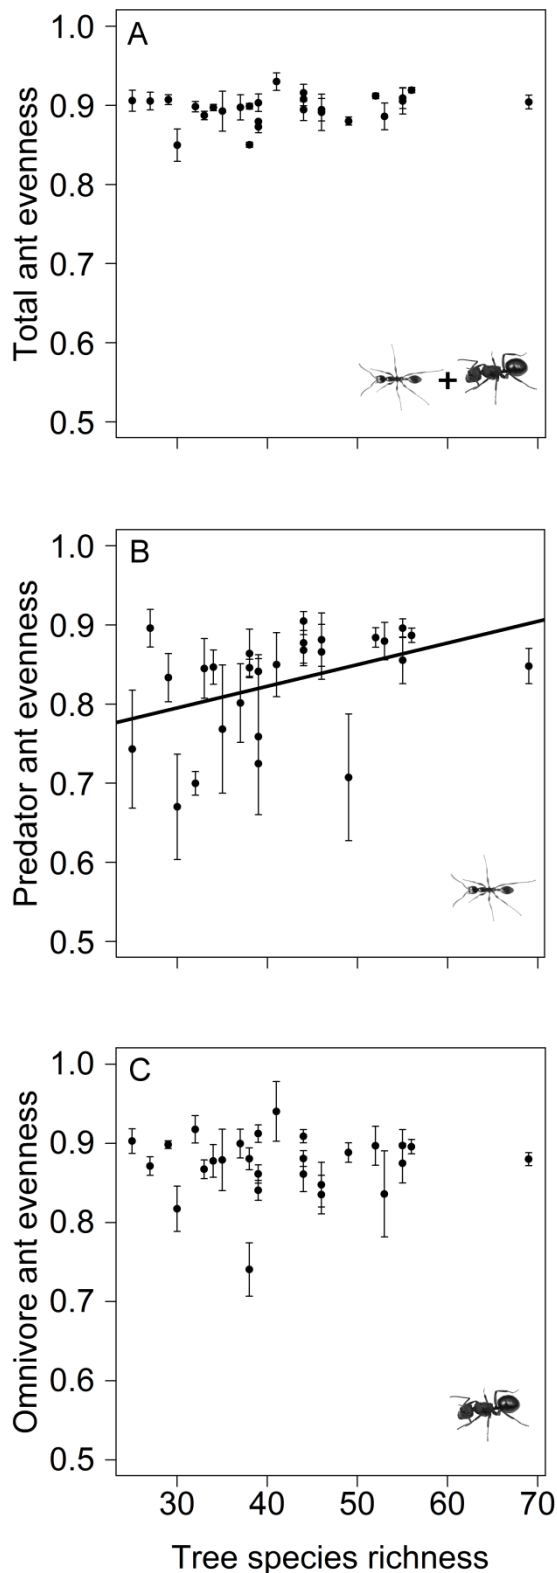 A
Total ant evenness
1.0
0.9
0.8
0.7
0.6
0.5
+
B
Predator ant evenness
1.0
0.9
0.8
0.7
0.6
0.5
C
Omnivore ant evenness
1.0
0.9
0.8
0.7
0.6
0.5
30 40 50 60 70
Tree species richness